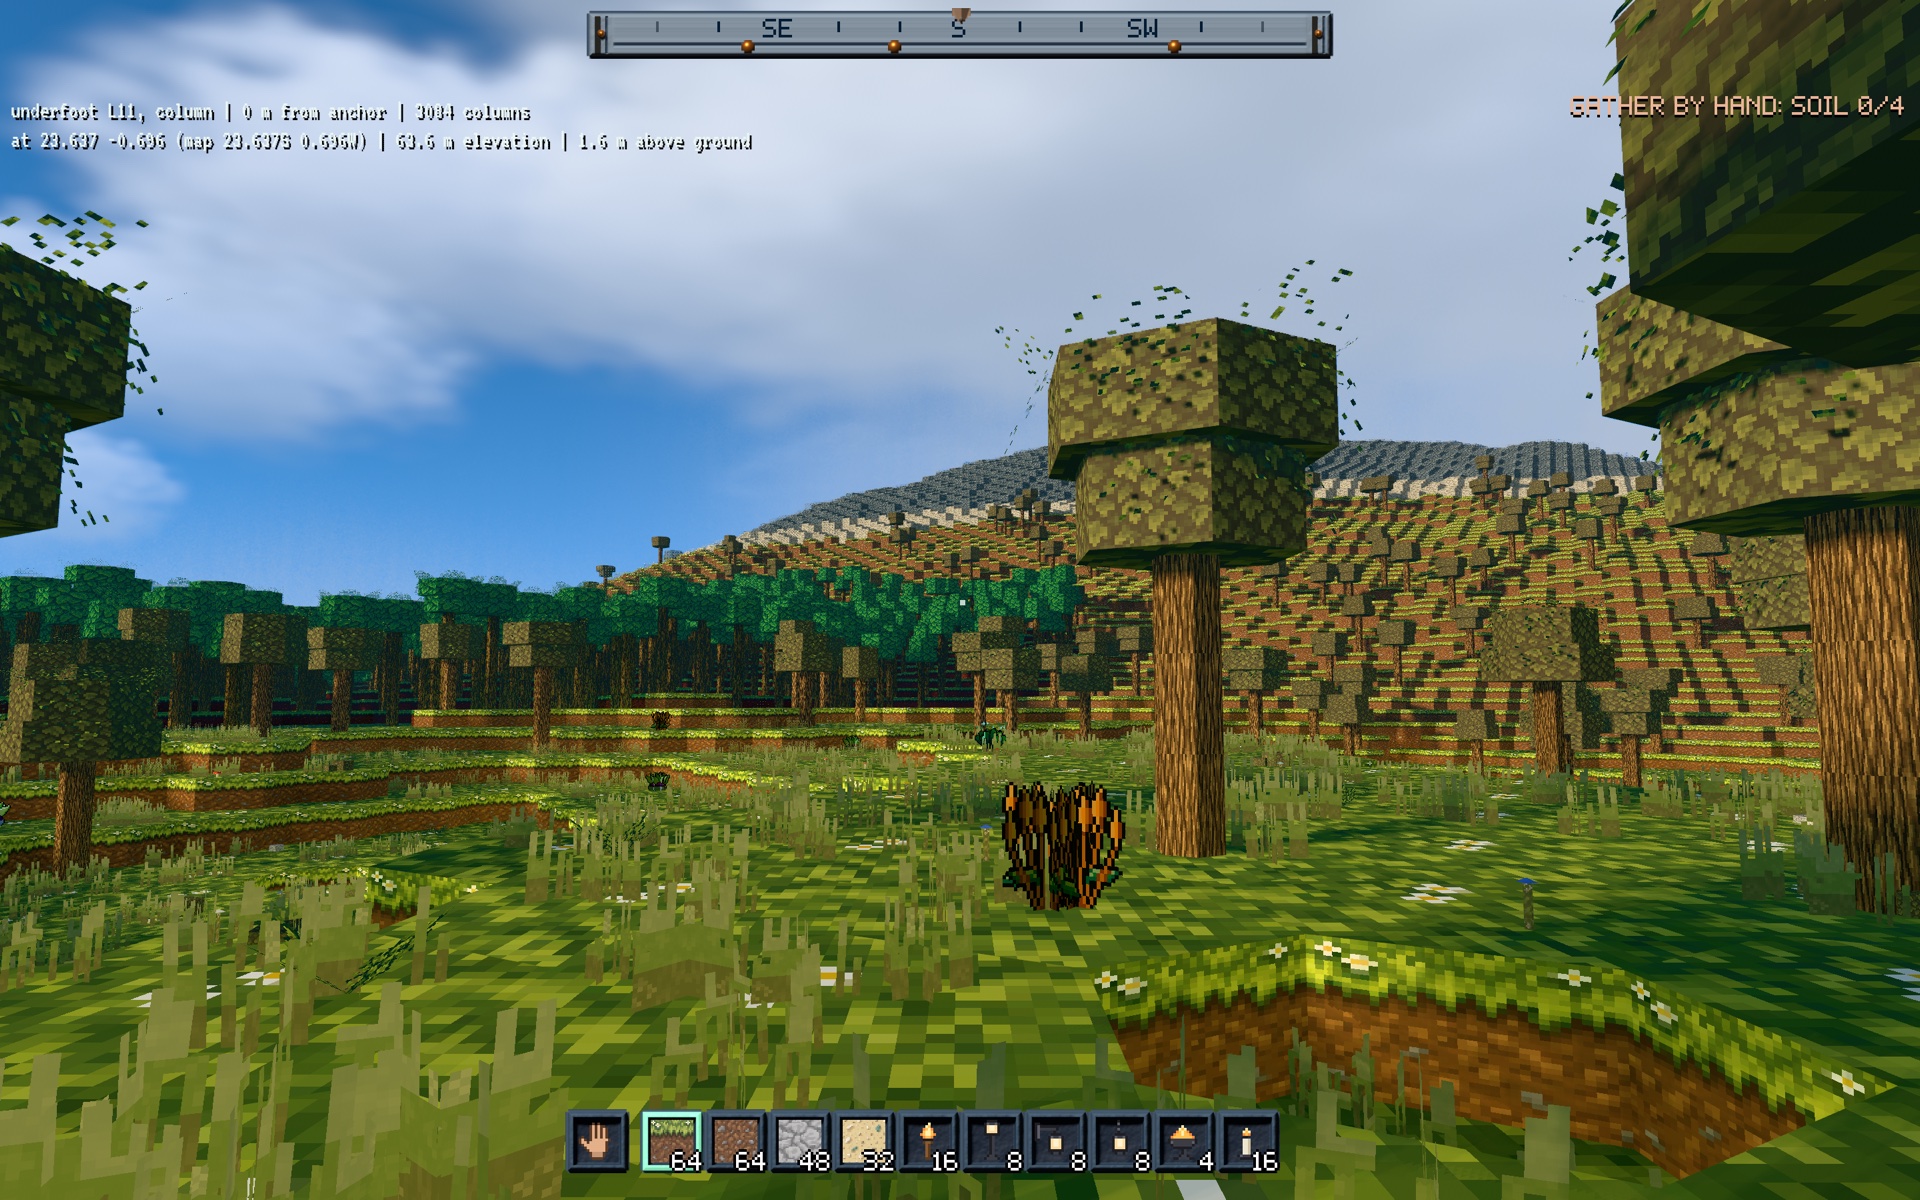 SE S SW
underfoot L11, column | 0 m from anchor | 3084 columns
GATHER BY HAND: SOIL 0/4
at 23.637 -0.696 (map 23.637S 0.696W) | 63.6 m elevation | 1.6 m above ground
64 64 48 32 16 8 8 8 4 16